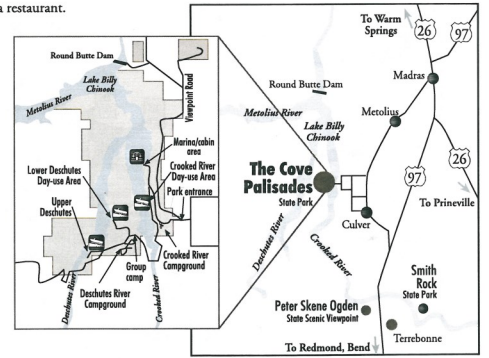 a restaurant.
Round Butte Dam
Lake Billy
Chinook
Metolius River
Viewpoint Road
Marina/cabin
area
Crooked River
Day-use Area
Park entrance
Lower Deschutes
Day-use Area
Upper
Deschutes
Crooked River
Campground
Group
camp
Deschutes River
Campground
Deschutes River
Crooked River
To Warm
Springs
26
97
Madras
Round Butte Dam
Metolius River
Metolius
Lake Billy
Chinook
The Cove
Palisades
State Park
26
97
To Prineville
Culver
Deschutes River
Crooked River
Smith
Rock
State Park
Peter Skene Ogden
State Scenic Viewpoint
Terrebonne
To Redmond, Bend